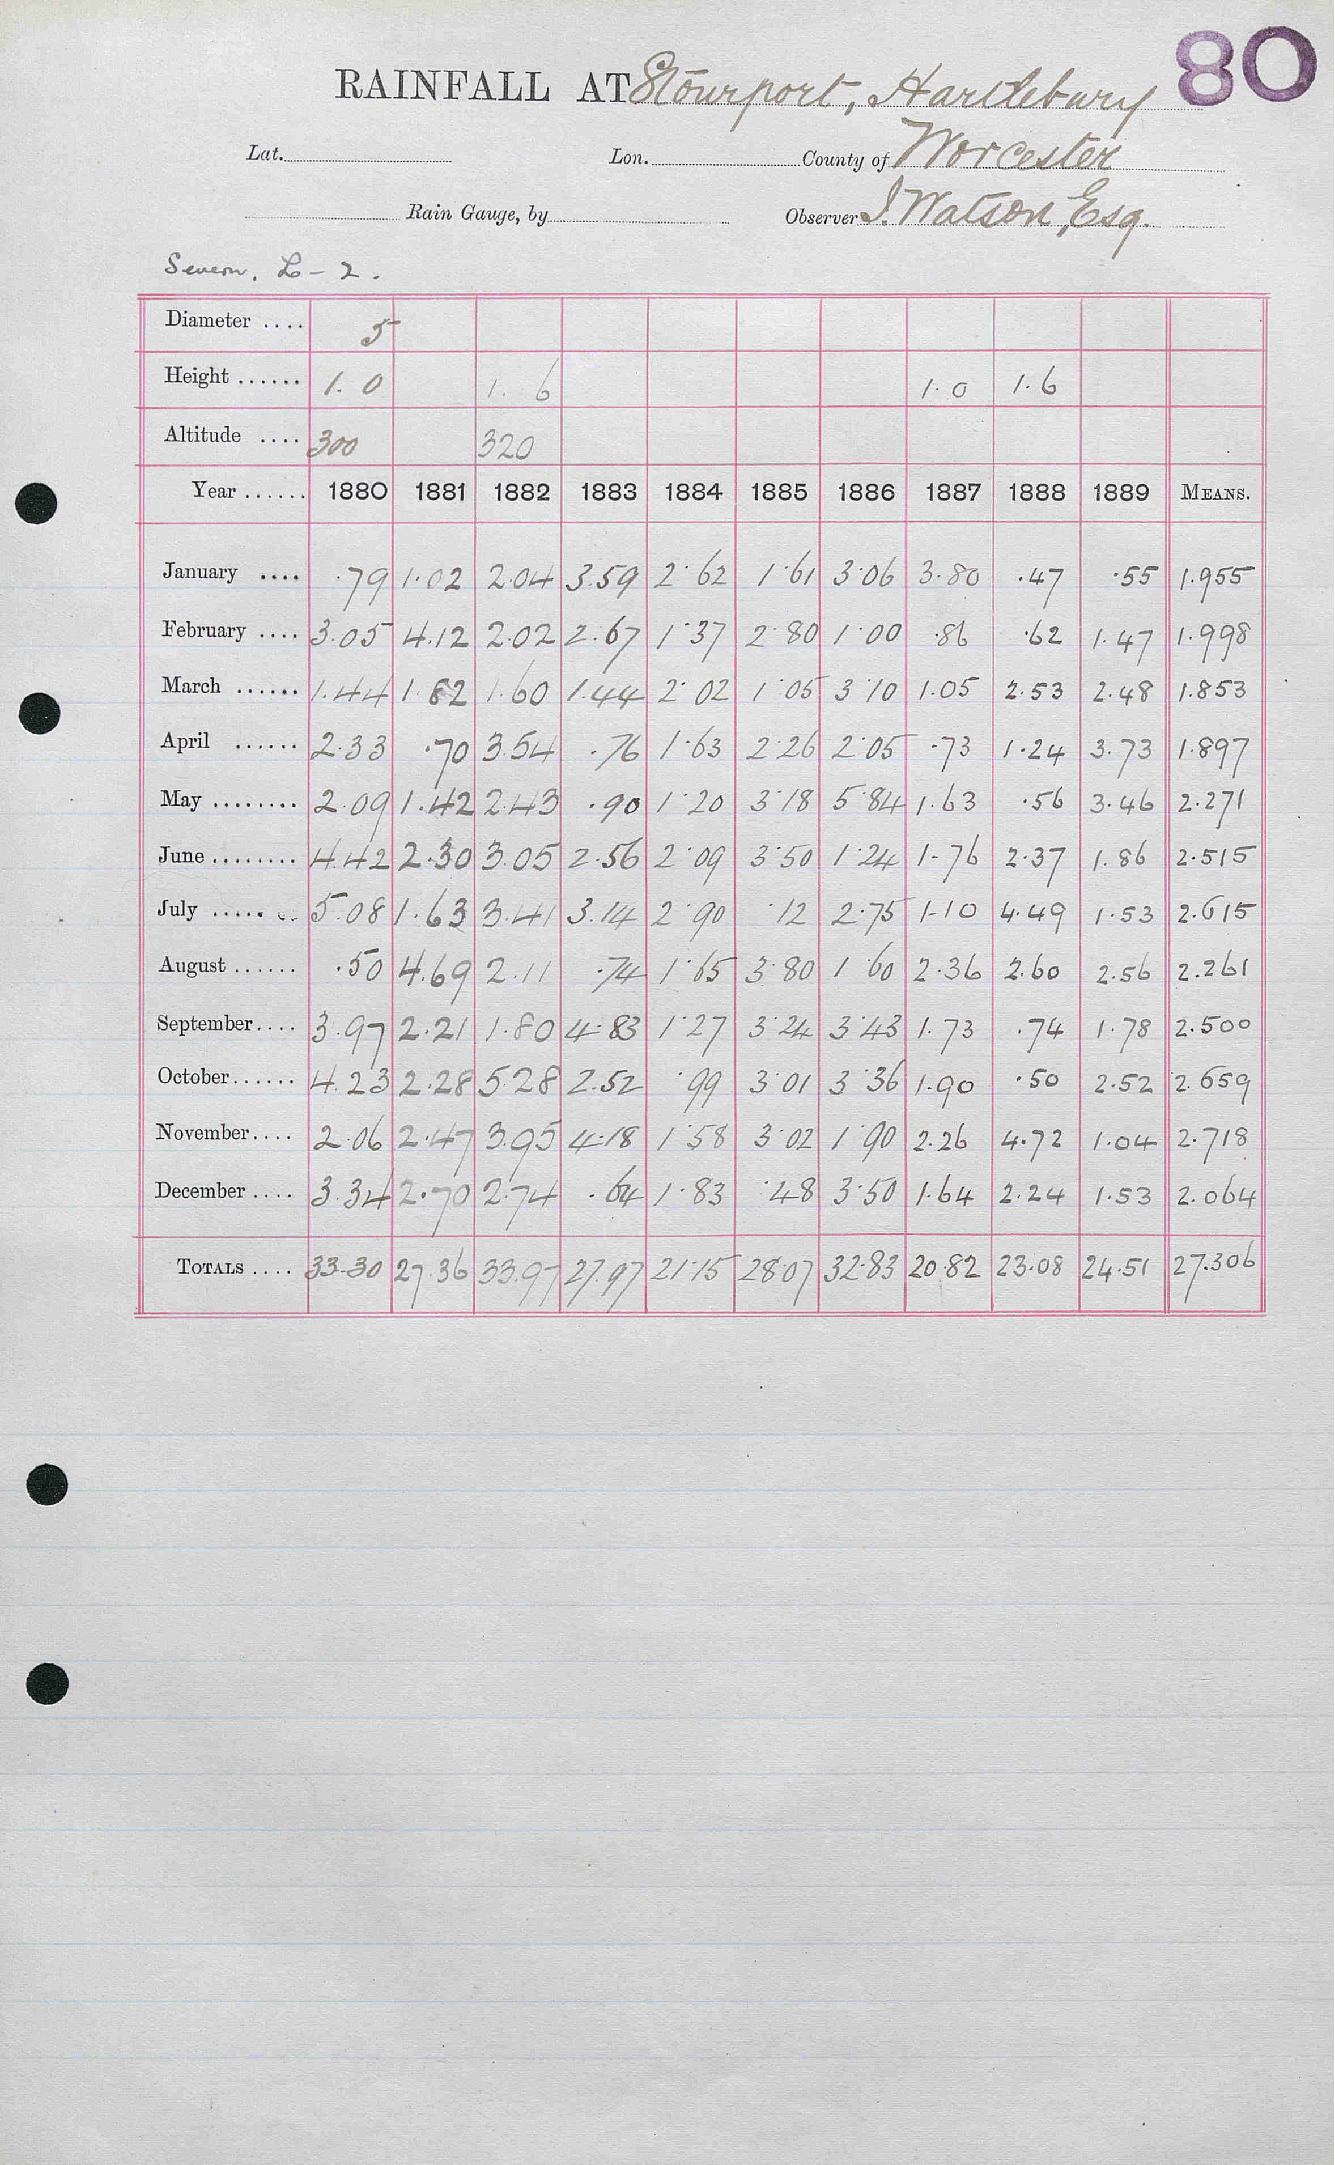 80
RAINFALL AT Stourport, Hartlebury
Lat. Lon. County of Worcester
Rain Gauge, by Observer J. Watson, Esq.
Severn. L - 2.
Diameter .... 5
Height ...... 1.0 1.6 1.0 1.6
Altitude .... 300 320
Year ...... 1880 1881 1882 1883 1884 1885 1886 1887 1888 1889 MEANS.
January .... .79 1.02 2.04 3.59 2.62 1.61 3.06 3.80 .47 .55 1.955
February .... 3.05 4.12 2.02 2.67 1.37 2.80 1.00 .86 .62 1.47 1.998
March ...... 1.44 1.82 1.60 1.44 2.02 1.05 3.10 1.05 2.53 2.48 1.853
April ...... 2.33 .70 3.54 .76 1.63 2.26 2.05 .73 1.24 3.73 1.897
May ........ 2.09 1.42 2.43 .90 1.20 3.18 5.84 1.63 .56 3.46 2.271
June ........ 4.42 2.30 3.05 2.56 2.09 3.50 1.24 1.76 2.37 1.86 2.515
July ........ 5.08 1.63 3.41 3.14 2.90 .12 2.75 1.10 4.49 1.53 2.615
August ...... .50 4.69 2.11 .74 1.65 3.80 1.60 2.36 2.60 2.56 2.261
September .... 3.97 2.21 1.80 4.83 1.27 3.24 3.43 1.73 .74 1.78 2.500
October ...... 4.23 2.28 5.28 2.52 .99 3.01 3.36 1.90 .50 2.52 2.659
November .... 2.06 2.47 3.95 4.18 1.58 3.02 1.90 2.26 4.72 1.04 2.718
December .... 3.34 2.70 2.74 .64 1.83 .48 3.50 1.64 2.24 1.53 2.064
TOTALS .... 33.30 27.36 33.97 27.97 21.15 28.07 32.83 20.82 23.08 24.51 27.306